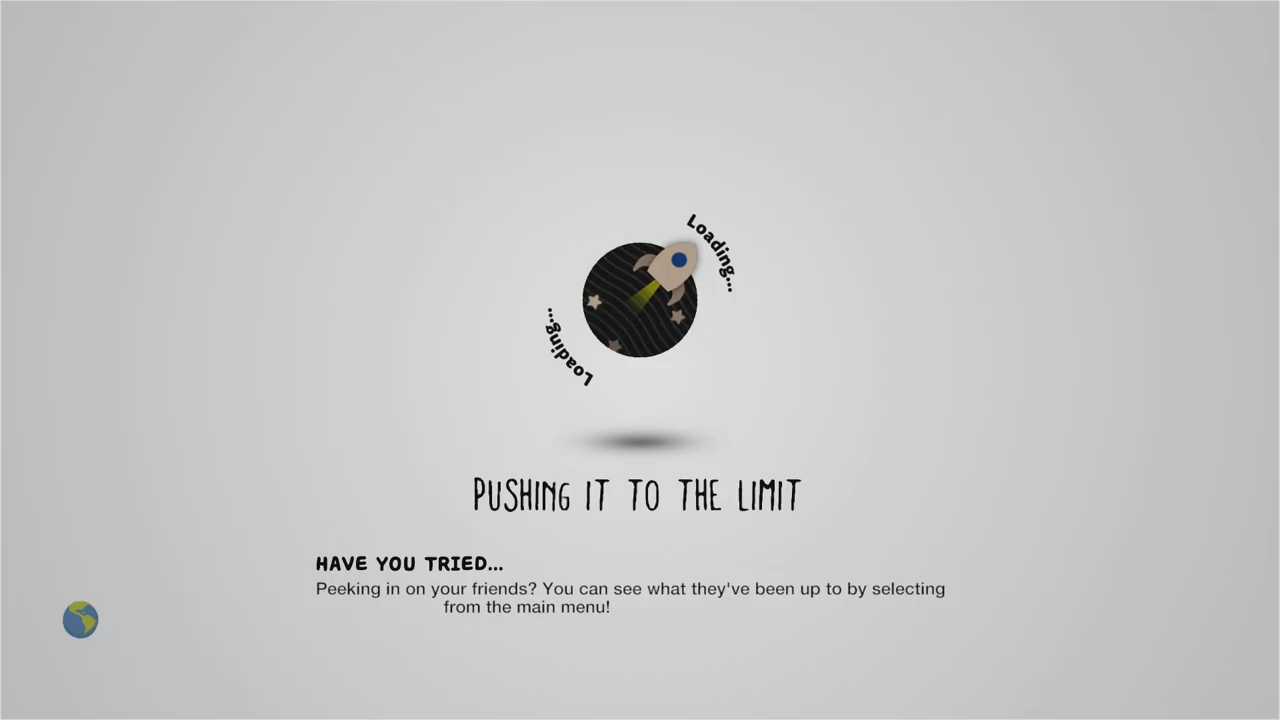 Loading...
Loading...
PUSHING IT TO THE LIMIT
HAVE YOU TRIED...
Peeking in on your friends? You can see what they've been up to by selecting
from the main menu!